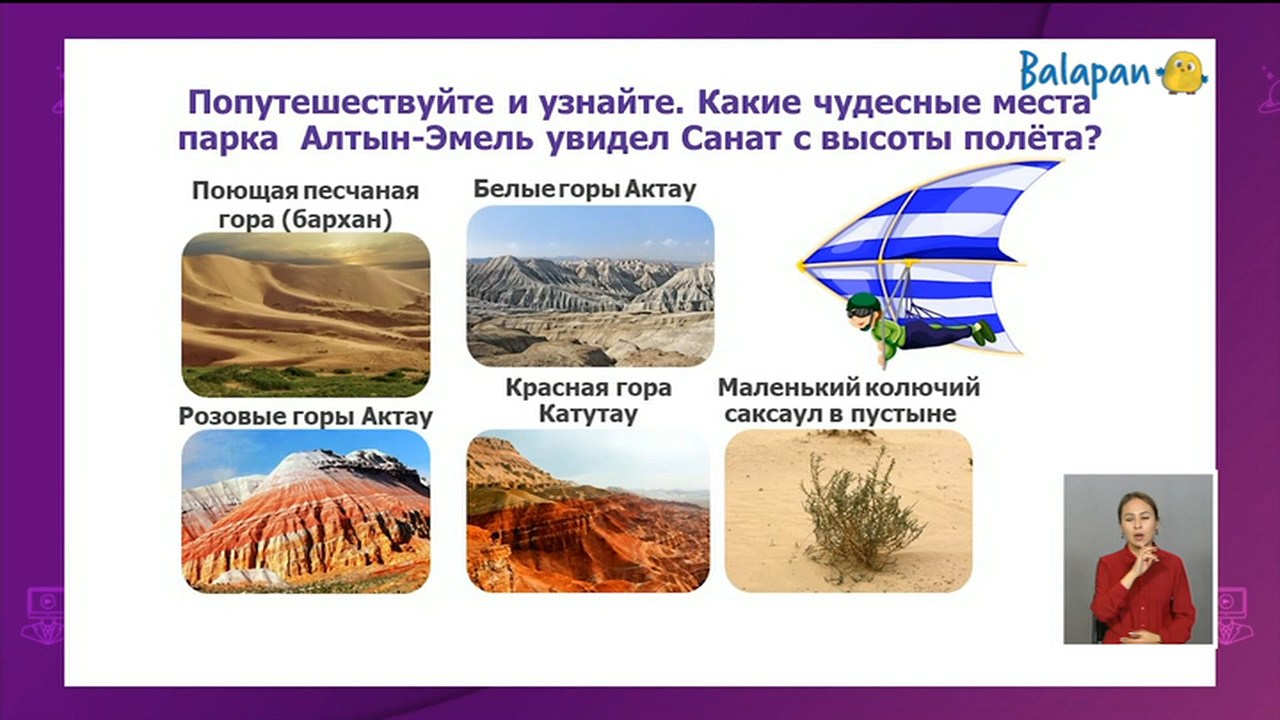 Balapan
Попутешествуйте и узнайте. Какие чудесные места
парка Алтын-Эмель увидел Санат с высоты полёта?
Поющая песчаная
гора (бархан)
Белые горы Актау
Розовые горы Актау
Красная гора
Катутау
Маленький колючий
саксаул в пустыне